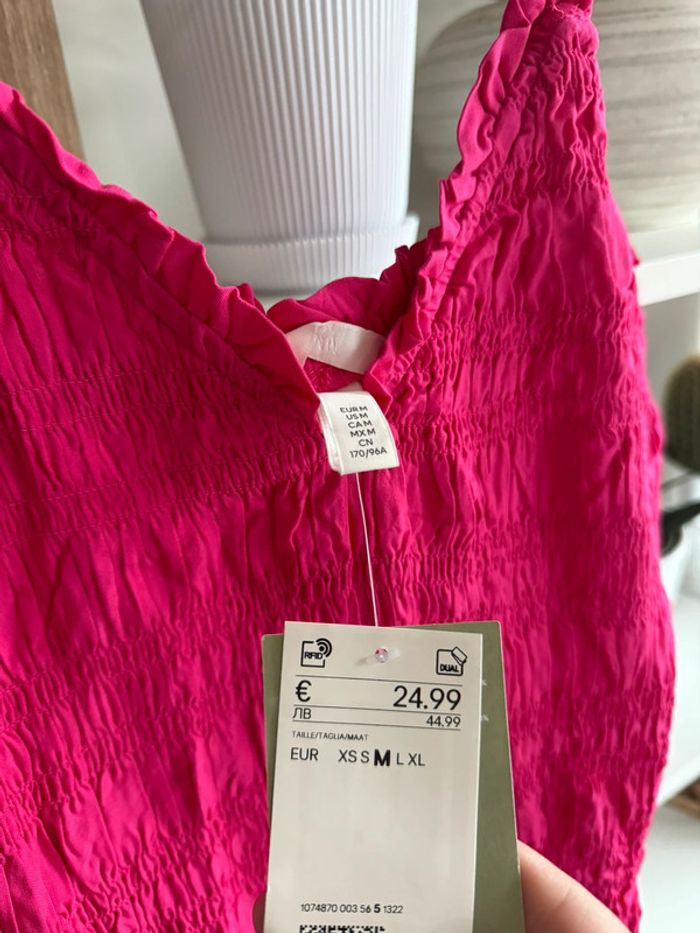 H&M
EUR M
US M
CA M
MX M
CN
170/96A
RFID
DUAL
€ 24.99
ЛВ 44.99
TAILLE/TAGLIA/MAAT
EUR XS S M L XL
1074870 003 56 5 1322